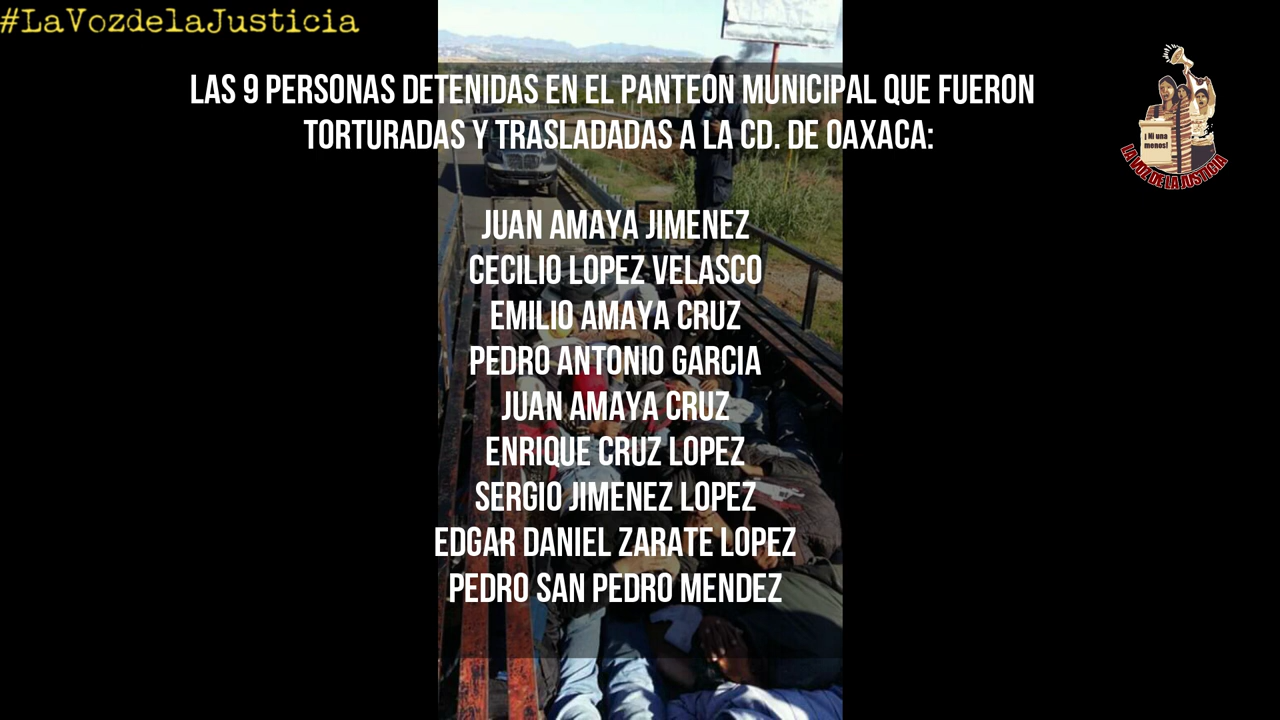 #LaVozdelaJusticia
LAS 9 PERSONAS DETENIDAS EN EL PANTEON MUNICIPAL QUE FUERON
TORTURADAS Y TRASLADADAS A LA CD. DE OAXACA:
JUAN AMAYA JIMENEZ
CECILIO LOPEZ VELASCO
EMILIO AMAYA CRUZ
PEDRO ANTONIO GARCIA
JUAN AMAYA CRUZ
ENRIQUE CRUZ LOPEZ
SERGIO JIMENEZ LOPEZ
EDGAR DANIEL ZARATE LOPEZ
PEDRO SAN PEDRO MENDEZ
¡Ni una
menos!
LA VOZ DE LA JUSTICIA